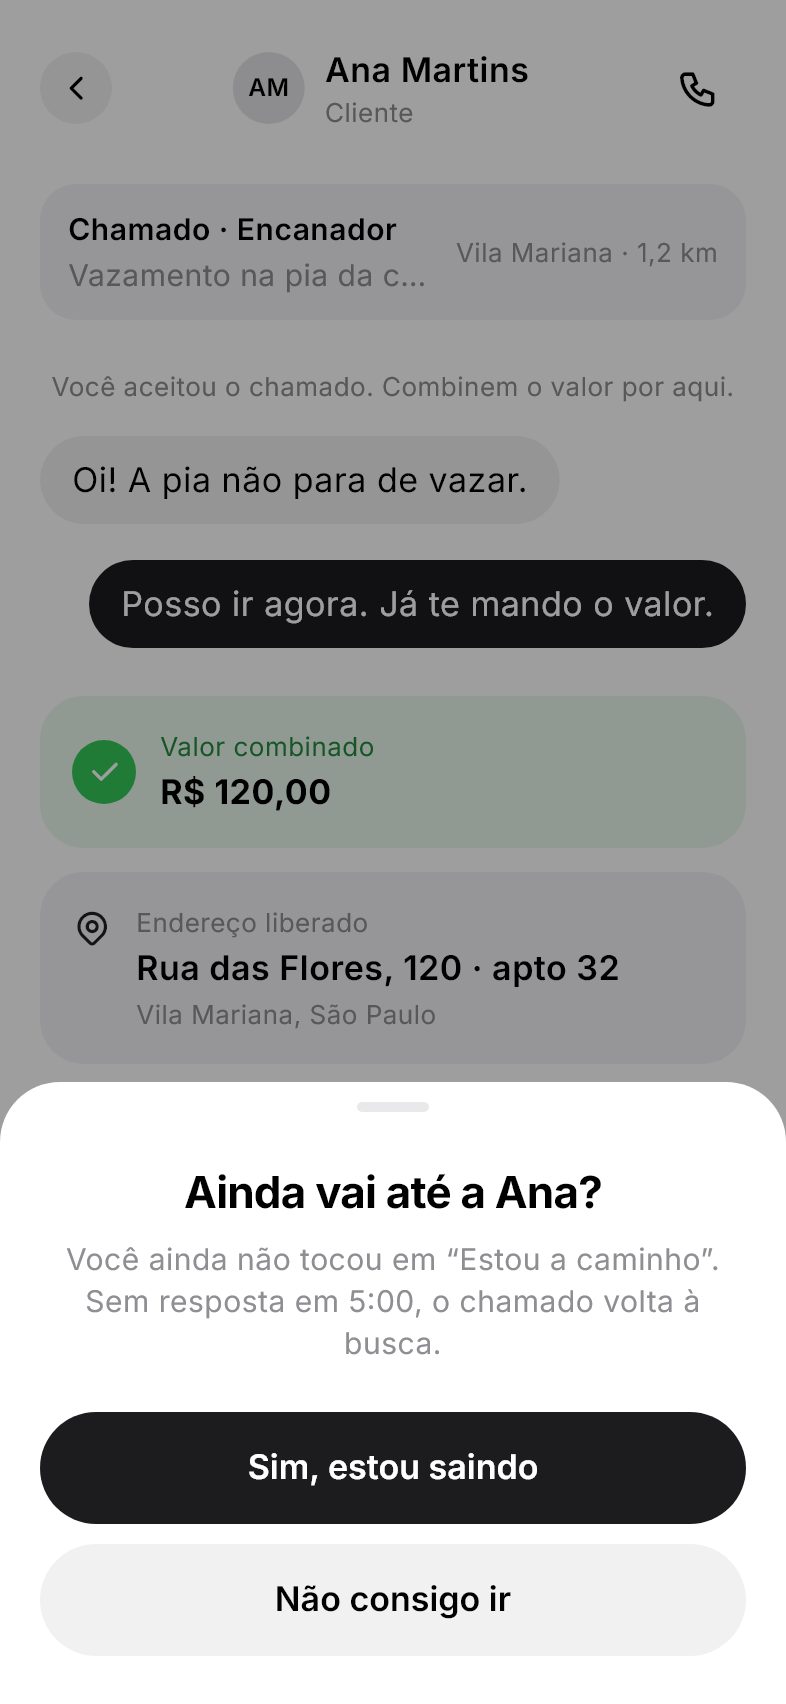 AM
Ana Martins
Cliente
Chamado · Encanador
Vazamento na pia da c...
Vila Mariana · 1,2 km
Você aceitou o chamado. Combinem o valor por aqui.
Oi! A pia não para de vazar.
Posso ir agora. Já te mando o valor.
Valor combinado
R$ 120,00
Endereço liberado
Rua das Flores, 120 · apto 32
Vila Mariana, São Paulo
Ainda vai até a Ana?
Você ainda não tocou em “Estou a caminho”.
Sem resposta em 5:00, o chamado volta à
busca.
Sim, estou saindo
Não consigo ir